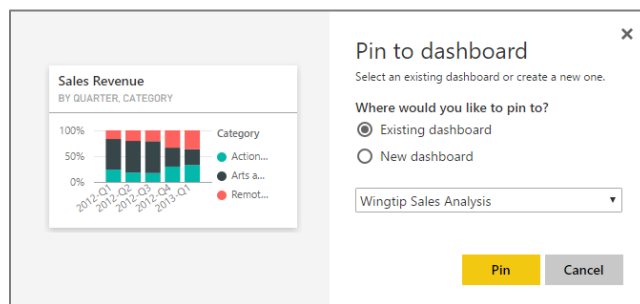 Sales Revenue
BY QUARTER, CATEGORY
100%
50%
0%
2012-Q1
2012-Q2
2012-Q3
2012-Q4
2013-Q1
Category
Action...
Arts a...
Remot...
Pin to dashboard
Select an existing dashboard or create a new one.
Where would you like to pin to?
Existing dashboard
New dashboard
Wingtip Sales Analysis
Pin
Cancel